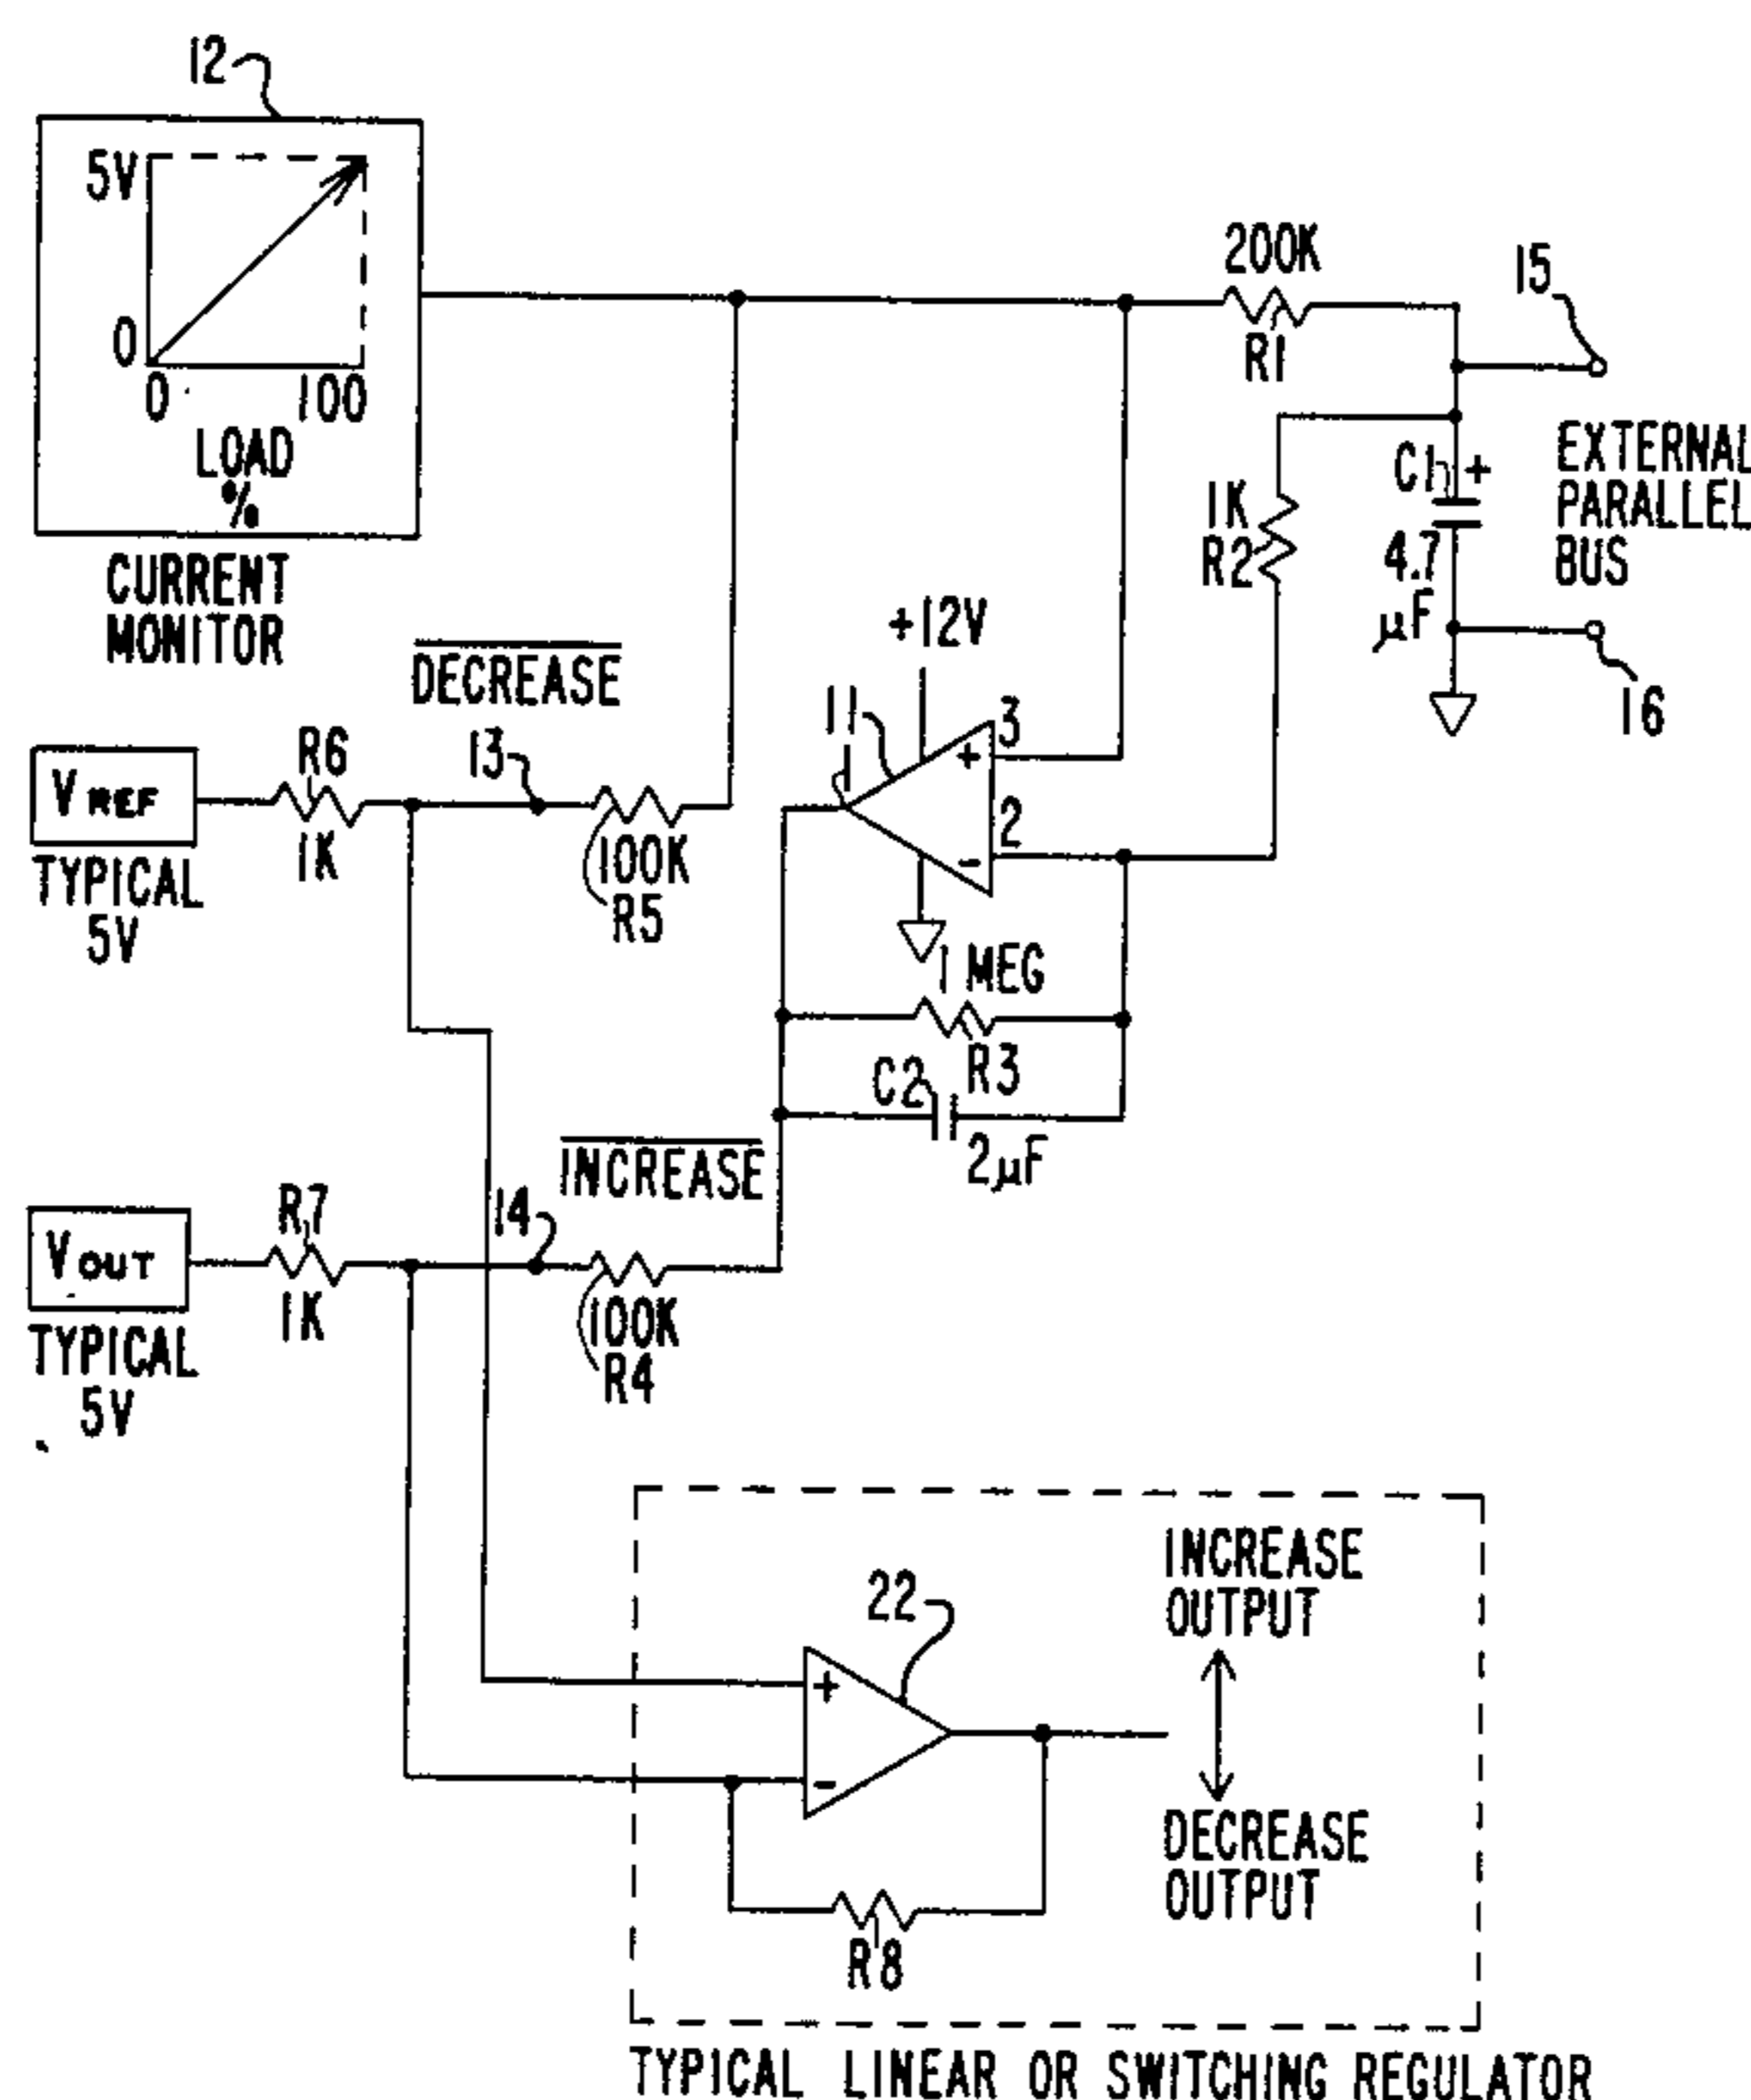 12
5V
0
0
100
LOAD
%
CURRENT
MONITOR
200K
R1
15
EXTERNAL
PARALLEL
BUS
C1
+
4.7
µF
1K
R2
16
+12V
11
1
3
+
2
-
DECREASE
13
VREF
TYPICAL
5V
R6
1K
100K
R5
1 MEG
R3
C2
2µF
INCREASE
14
VOUT
TYPICAL
5V
R7
1K
100K
R4
22
+
-
R8
INCREASE
OUTPUT
DECREASE
OUTPUT
TYPICAL LINEAR OR SWITCHING REGULATOR